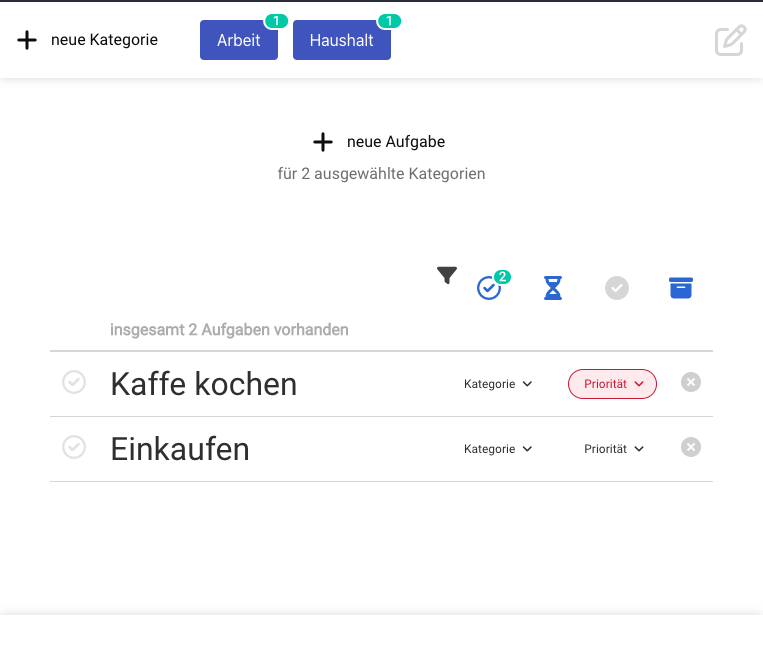 neue Kategorie Arbeit 1 Haushalt 1
neue Aufgabe
für 2 ausgewählte Kategorien
2
insgesamt 2 Aufgaben vorhanden
Kaffe kochen Kategorie Priorität
Einkaufen Kategorie Priorität